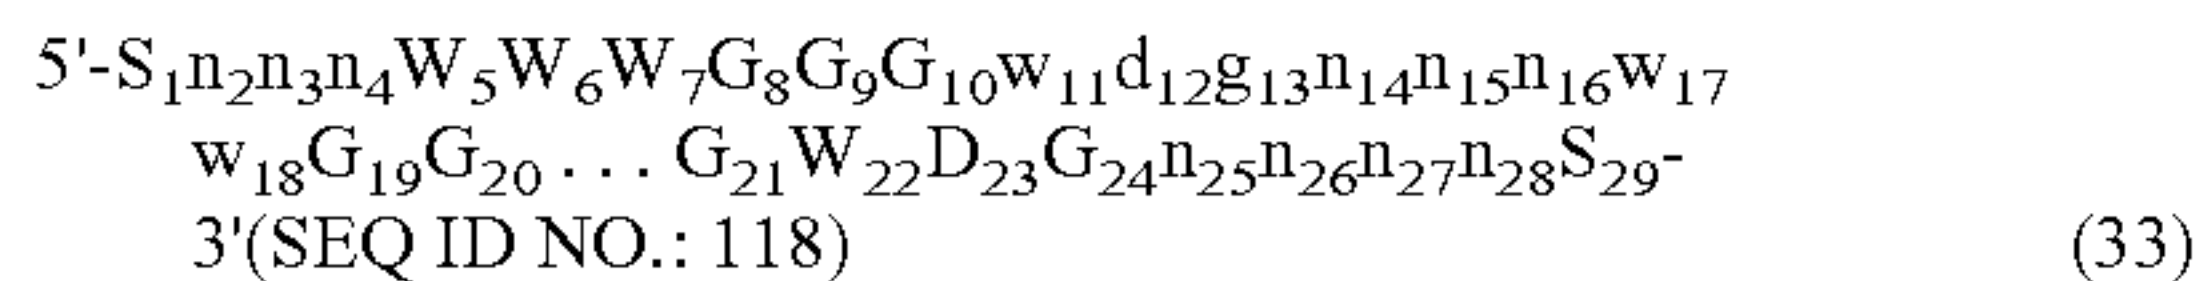 5'-S₁n₂n₃n₄W₅W₆W₇G₈G₉G₁₀w₁₁d₁₂g₁₃n₁₄n₁₅n₁₆w₁₇
w₁₈G₁₉G₂₀ . . . G₂₁W₂₂D₂₃G₂₄n₂₅n₂₆n₂₇n₂₈S₂₉-
3'(SEQ ID NO.: 118) (33)